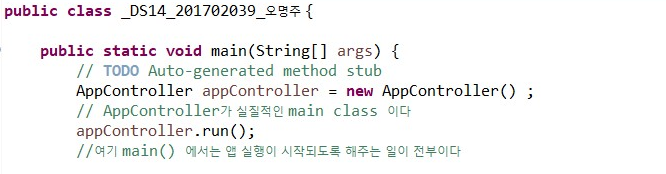 public class _DS14_201702039_오명주 {
public static void main(String[] args) {
// TODO Auto-generated method stub
AppController appController = new AppController() ;
// AppController가 실질적인 main class 이다
appController.run();
//여기 main() 에서는 앱 실행이 시작되도록 해주는 일이 전부이다